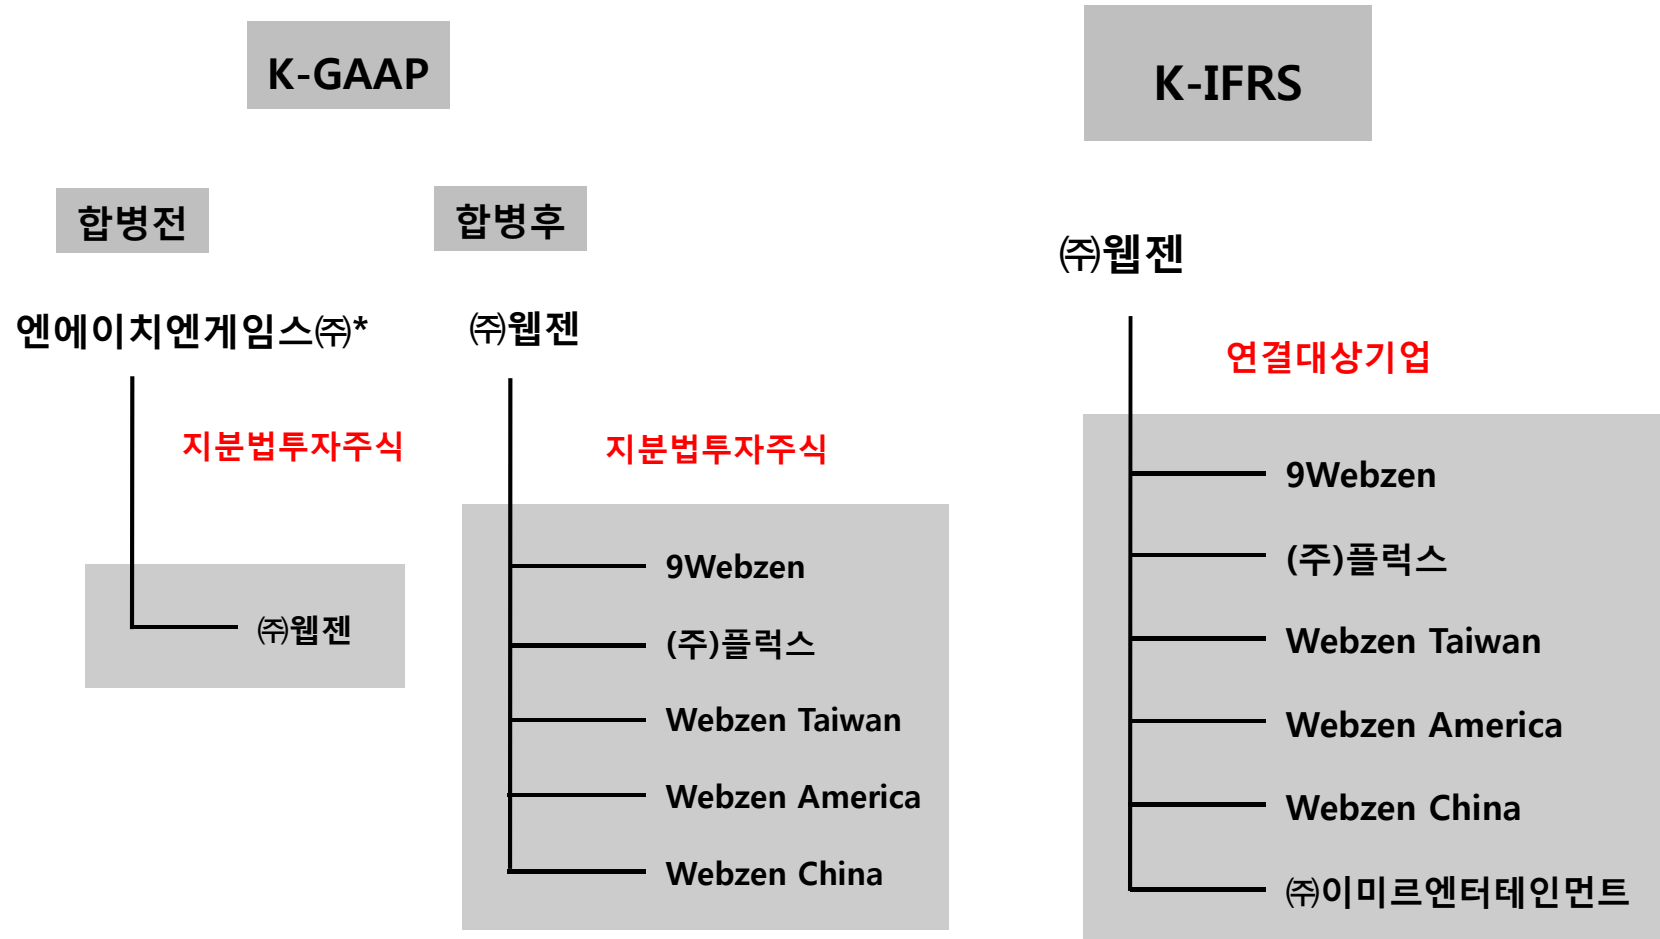 K-GAAP
합병전
엔에이치엔게임스㈜*
지분법투자주식
㈜웹젠
합병후
㈜웹젠
지분법투자주식
9Webzen
(주)플럭스
Webzen Taiwan
Webzen America
Webzen China
K-IFRS
㈜웹젠
연결대상기업
9Webzen
(주)플럭스
Webzen Taiwan
Webzen America
Webzen China
㈜이미르엔터테인먼트